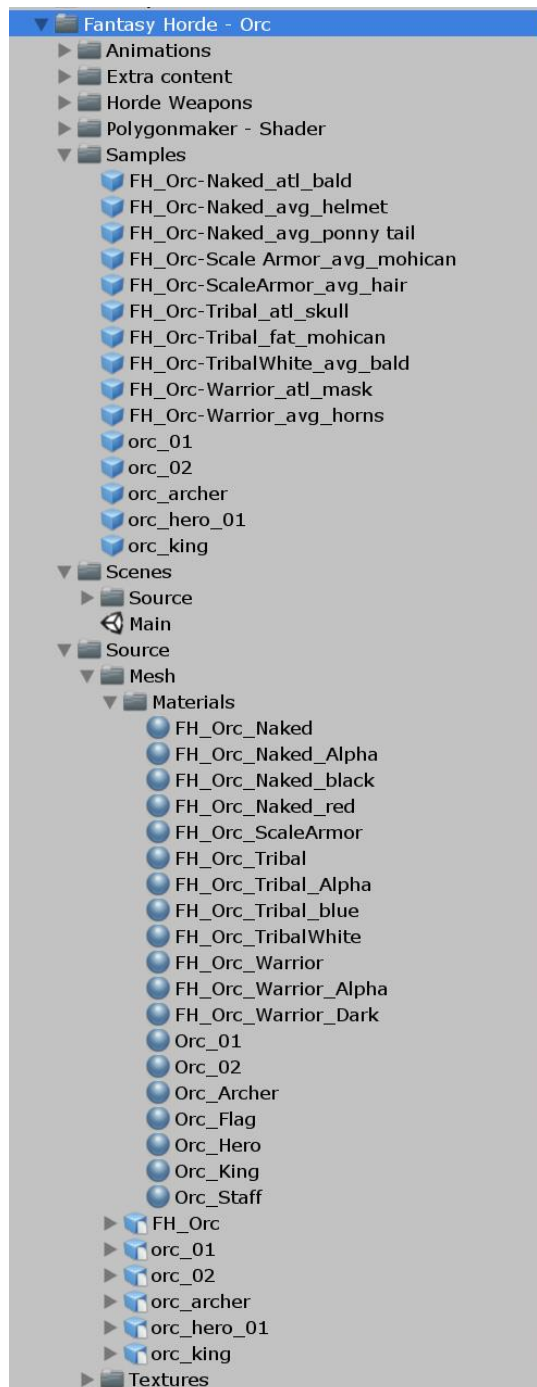 Fantasy Horde - Orc
Animations
Extra content
Horde Weapons
Polygonmaker - Shader
Samples
FH_Orc-Naked_atl_bald
FH_Orc-Naked_avg_helmet
FH_Orc-Naked_avg_ponny tail
FH_Orc-Scale Armor_avg_mohican
FH_Orc-ScaleArmor_avg_hair
FH_Orc-Tribal_atl_skull
FH_Orc-Tribal_fat_mohican
FH_Orc-TribalWhite_avg_bald
FH_Orc-Warrior_atl_mask
FH_Orc-Warrior_avg_horns
orc_01
orc_02
orc_archer
orc_hero_01
orc_king
Scenes
Source
Main
Source
Mesh
Materials
FH_Orc_Naked
FH_Orc_Naked_Alpha
FH_Orc_Naked_black
FH_Orc_Naked_red
FH_Orc_ScaleArmor
FH_Orc_Tribal
FH_Orc_Tribal_Alpha
FH_Orc_Tribal_blue
FH_Orc_TribalWhite
FH_Orc_Warrior
FH_Orc_Warrior_Alpha
FH_Orc_Warrior_Dark
Orc_01
Orc_02
Orc_Archer
Orc_Flag
Orc_Hero
Orc_King
Orc_Staff
FH_Orc
orc_01
orc_02
orc_archer
orc_hero_01
orc_king
Textures